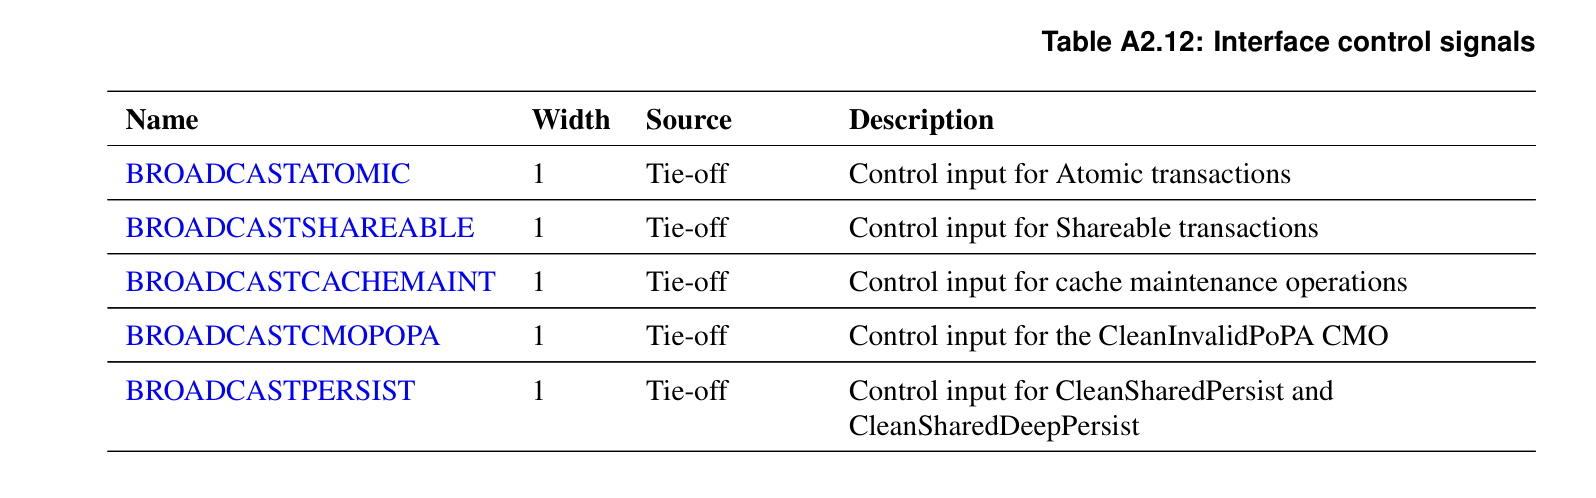 Table A2.12: Interface control signals
Name Width Source Description
BROADCASTATOMIC 1 Tie-off Control input for Atomic transactions
BROADCASTSHAREABLE 1 Tie-off Control input for Shareable transactions
BROADCASTCACHEMAINT 1 Tie-off Control input for cache maintenance operations
BROADCASTCMOPOPA 1 Tie-off Control input for the CleanInvalidPoPA CMO
BROADCASTPERSIST 1 Tie-off Control input for CleanSharedPersist and
CleanSharedDeepPersist